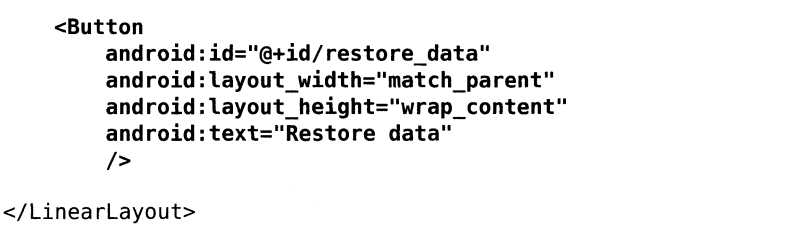 <Button
android:id="@+id/restore_data"
android:layout_width="match_parent"
android:layout_height="wrap_content"
android:text="Restore data"
/>
</LinearLayout>